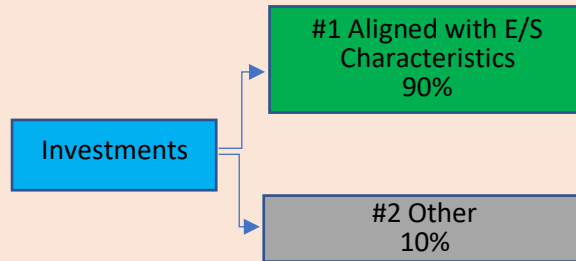 #1 Aligned with E/S
Characteristics
90%
Investments
#2 Other
10%